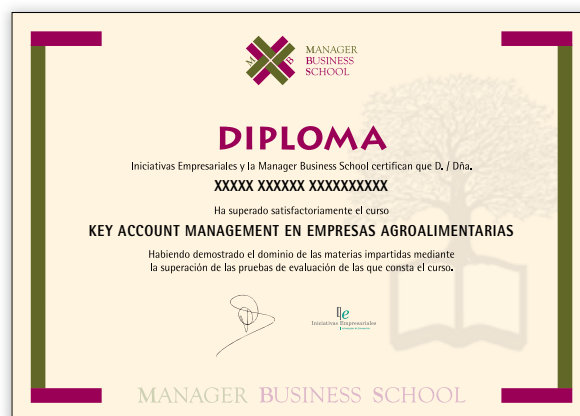 M B
MANAGER
BUSINESS
SCHOOL
DIPLOMA
Iniciativas Empresariales y la Manager Business School certifican que D. / Dña.
XXXXX XXXXXX XXXXXXXXXX
Ha superado satisfactoriamente el curso
KEY ACCOUNT MANAGEMENT EN EMPRESAS AGROALIMENTARIAS
Habiendo demostrado el dominio de las materias impartidas mediante
la superación de las pruebas de evaluación de las que consta el curso.
Ie
Iniciativas Empresariales
MANAGER BUSINESS SCHOOL